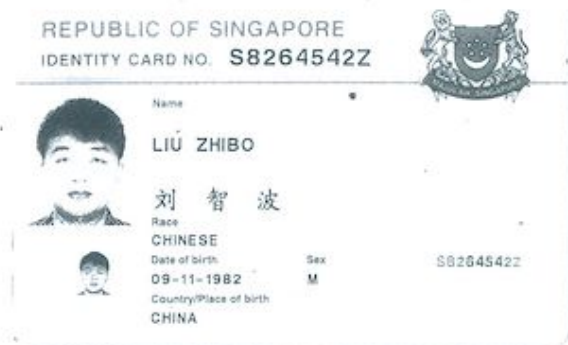 REPUBLIC OF SINGAPORE
IDENTITY CARD NO. S8264542Z
Name
LIU ZHIBO
刘 智 波
Race
CHINESE
Date of birth Sex
09-11-1982 M
S8264542Z
Country/Place of birth
CHINA